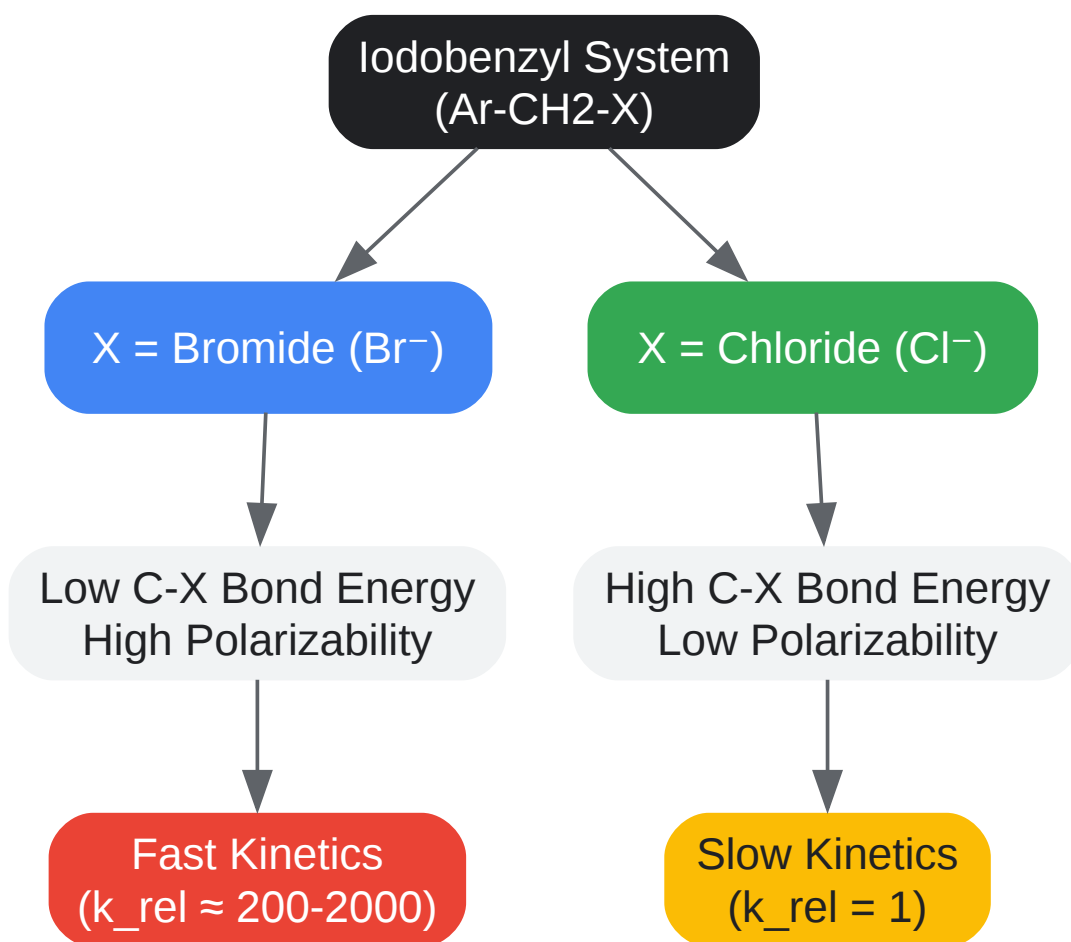 Iodobenzyl System
(Ar-CH2-X)
X = Bromide (Br⁻)
X = Chloride (Cl⁻)
Low C-X Bond Energy
High Polarizability
High C-X Bond Energy
Low Polarizability
Fast Kinetics
(k_rel ≈ 200-2000)
Slow Kinetics
(k_rel = 1)